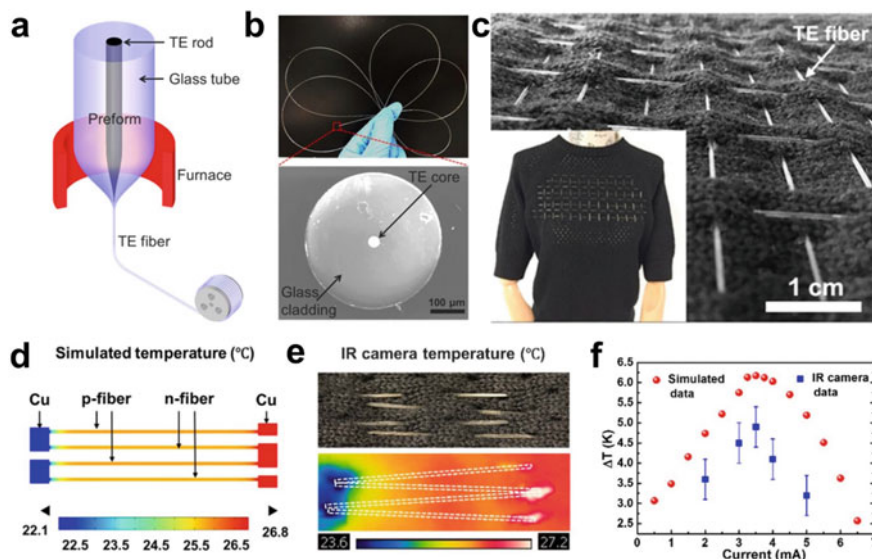 a
TE rod
Glass tube
Preform
Furnace
TE fiber
b
TE core
Glass
cladding
100 μm
c
TE fiber
1 cm
d
Simulated temperature (℃)
Cu
p-fiber
n-fiber
Cu
22.1
26.8
22.5
23.5
25.5
26.5
e
IR camera temperature (℃)
23.6
27.2
f
6.5
6.0
5.5
5.0
4.5
4.0
3.5
3.0
2.5
ΔT (K)
Simulated
data
IR camera
data
0
1
2
3
4
5
6
7
Current (mA)